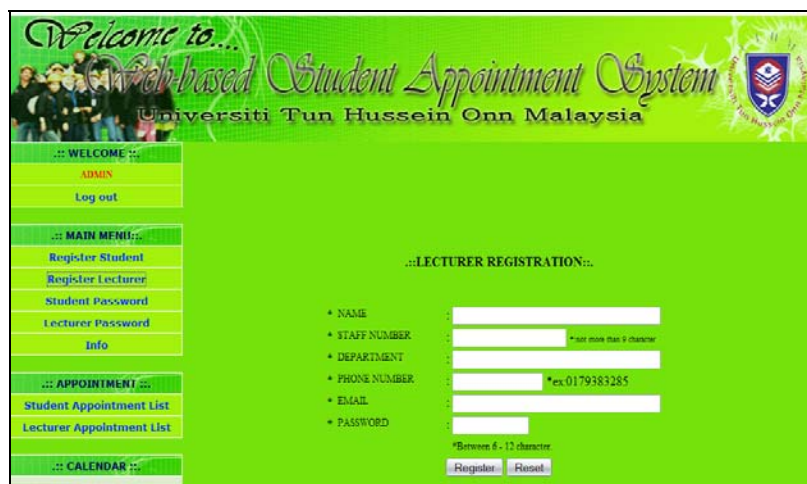 Welcome to....
Web-based Student Appointment System
Universiti Tun Hussein Onn Malaysia
.:: WELCOME ::.
ADMIN
Log out
.:: MAIN MENU::.
Register Student
Register Lecturer
Student Password
Lecturer Password
Info
.:: APPOINTMENT ::.
Student Appointment List
Lecturer Appointment List
.:: CALENDAR ::.
.::LECTURER REGISTRATION::.
* NAME :
* STAFF NUMBER : *not more than 9 character
* DEPARTMENT :
* PHONE NUMBER : *ex:0179383285
* EMAIL :
* PASSWORD :
*Between 6 - 12 character.
Register Reset